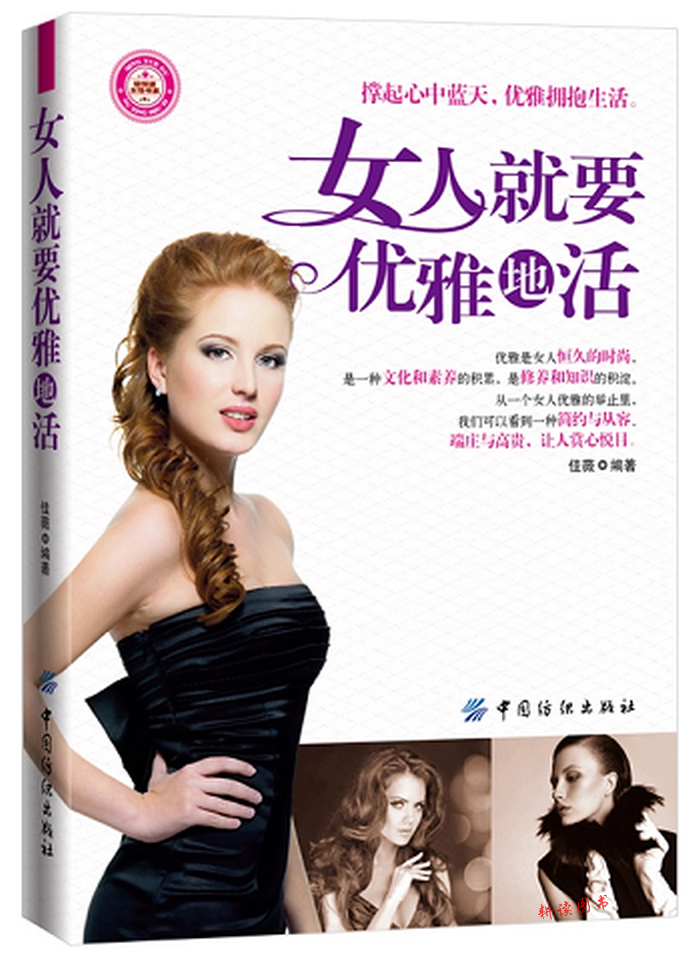 撑起心中蓝天，优雅拥抱生活。
女人就要
优雅地活
优雅是女人恒久的时尚，
是一种文化和素养的积累，是修养和知识的积淀。
从一个女人优雅的举止里，
我们可以看到一种简约与从容、
端庄与高贵，让人赏心悦目。
佳薇 编著
中国纺织出版社
女人就要优雅地活
佳薇 编著
中国纺织出版社
耕读图书